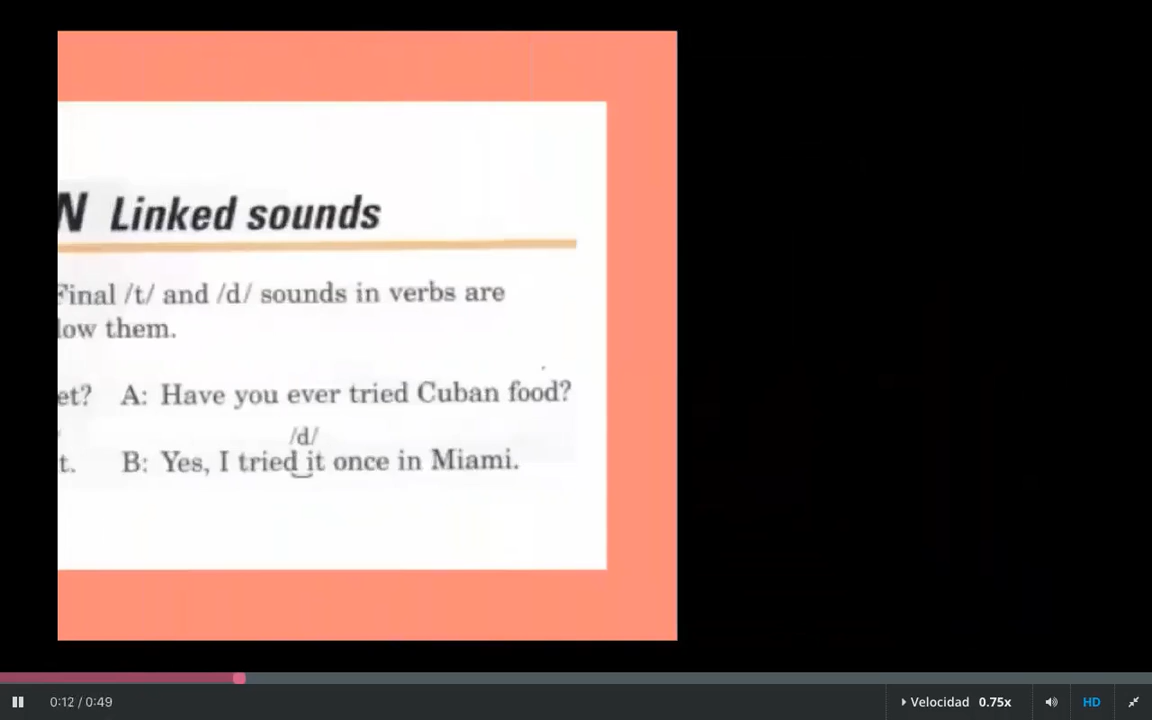 N Linked sounds
Final /t/ and /d/ sounds in verbs are
low them.
et? A: Have you ever tried Cuban food?
/d/
t. B: Yes, I tried it once in Miami.
0:12 / 0:49
Velocidad 0.75x
HD